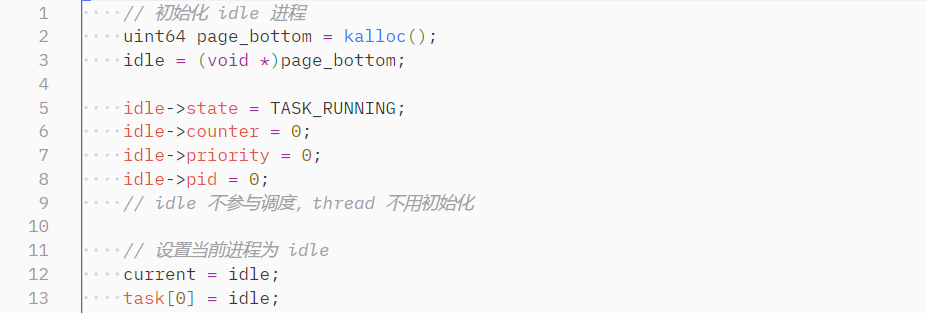 1 // 初始化 idle 进程
2 uint64 page_bottom = kalloc();
3 idle = (void *)page_bottom;
4
5 idle->state = TASK_RUNNING;
6 idle->counter = 0;
7 idle->priority = 0;
8 idle->pid = 0;
9 // idle 不参与调度，thread 不用初始化
10
11 // 设置当前进程为 idle
12 current = idle;
13 task[0] = idle;